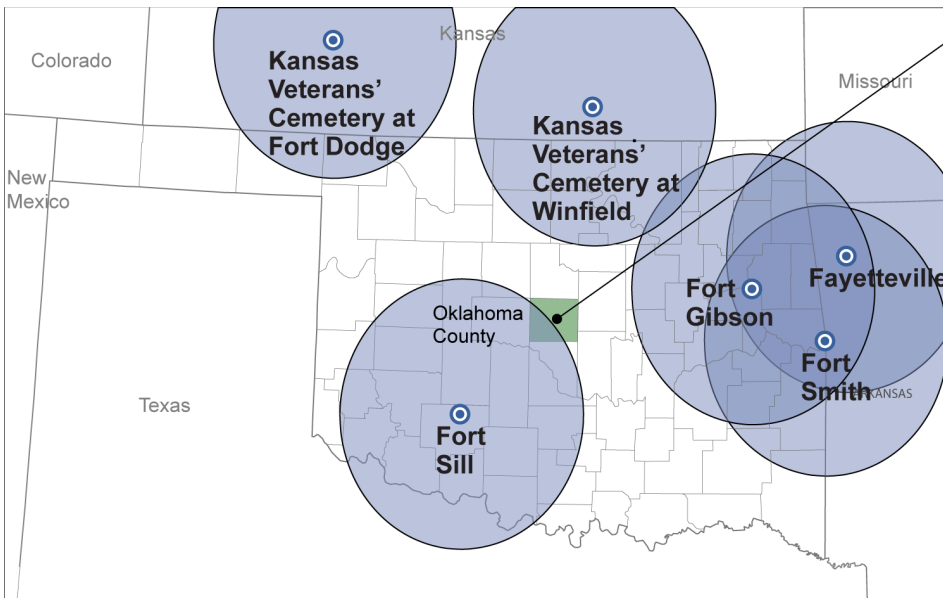 Kansas
Colorado
Kansas
Veterans’
Cemetery at
Fort Dodge
Missouri
Kansas
Veterans’
Cemetery at
Winfield
New
Mexico
Fayetteville
Fort
Gibson
Oklahoma
County
Fort
Smith
ARKANSAS
Texas
Fort
Sill